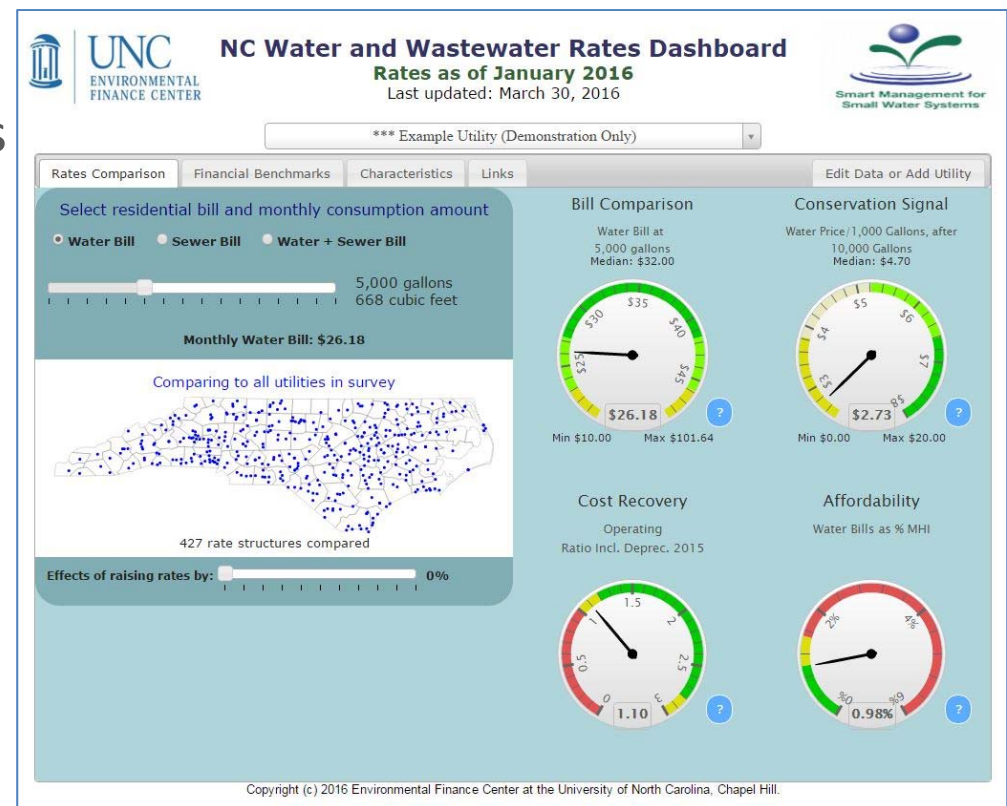 s
UNC
ENVIRONMENTAL
FINANCE CENTER
NC Water and Wastewater Rates Dashboard
Rates as of January 2016
Last updated: March 30, 2016
Smart Management for
Small Water Systems
*** Example Utility (Demonstration Only)
Rates Comparison Financial Benchmarks Characteristics Links Edit Data or Add Utility
Select residential bill and monthly consumption amount
Water Bill Sewer Bill Water + Sewer Bill
5,000 gallons
668 cubic feet
Monthly Water Bill: $26.18
Comparing to all utilities in survey
427 rate structures compared
Effects of raising rates by: 0%
Bill Comparison
Water Bill at
5,000 gallons
Median: $32.00
$25 $30 $35 $40 $45
$26.18
?
Min $10.00 Max $101.64
Conservation Signal
Water Price/1,000 Gallons, after
10,000 Gallons
Median: $4.70
$3 $4 $5 $6 $7 $8
$2.73
?
Min $0.00 Max $20.00
Cost Recovery
Operating
Ratio Incl. Deprec. 2015
0 0.5 1 1.5 2 2.5 3
1.10
?
Affordability
Water Bills as % MHI
0% 2% 4% 6%
0.98%
?
Copyright (c) 2016 Environmental Finance Center at the University of North Carolina, Chapel Hill.